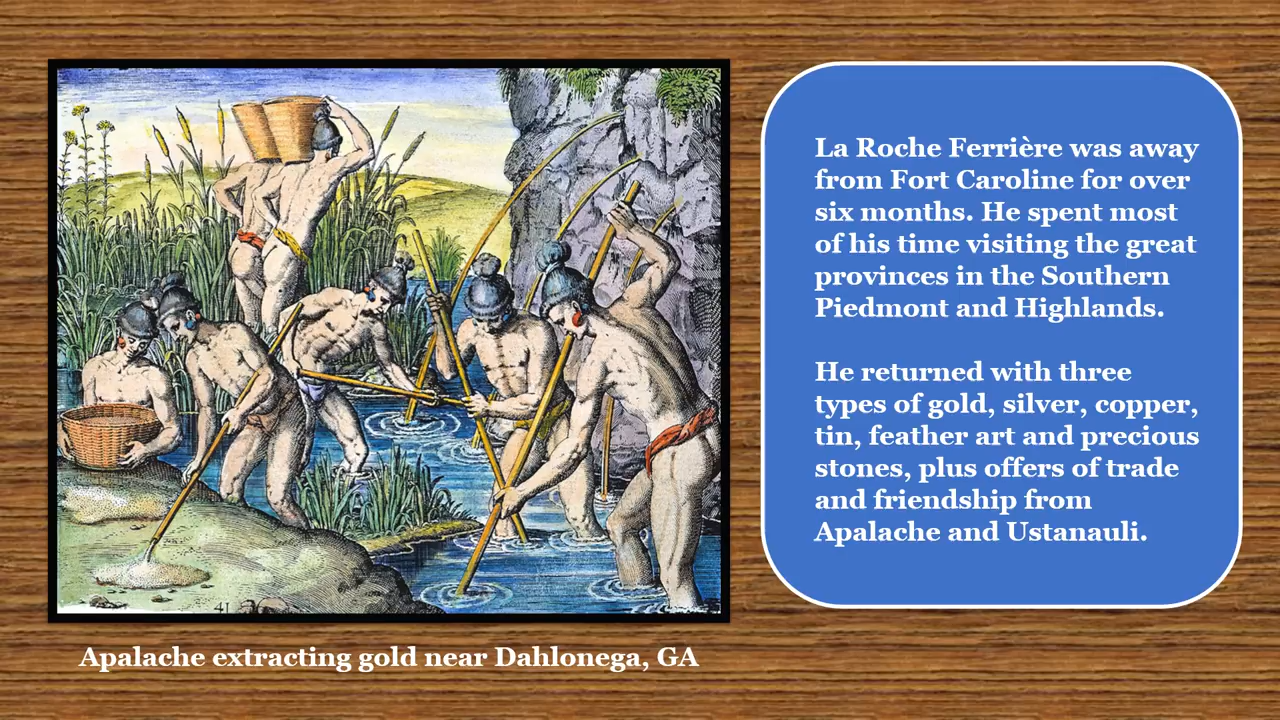 La Roche Ferrière was away
from Fort Caroline for over
six months. He spent most
of his time visiting the great
provinces in the Southern
Piedmont and Highlands.
He returned with three
types of gold, silver, copper,
tin, feather art and precious
stones, plus offers of trade
and friendship from
Apalache and Ustanauli.
41
Apalache extracting gold near Dahlonega, GA